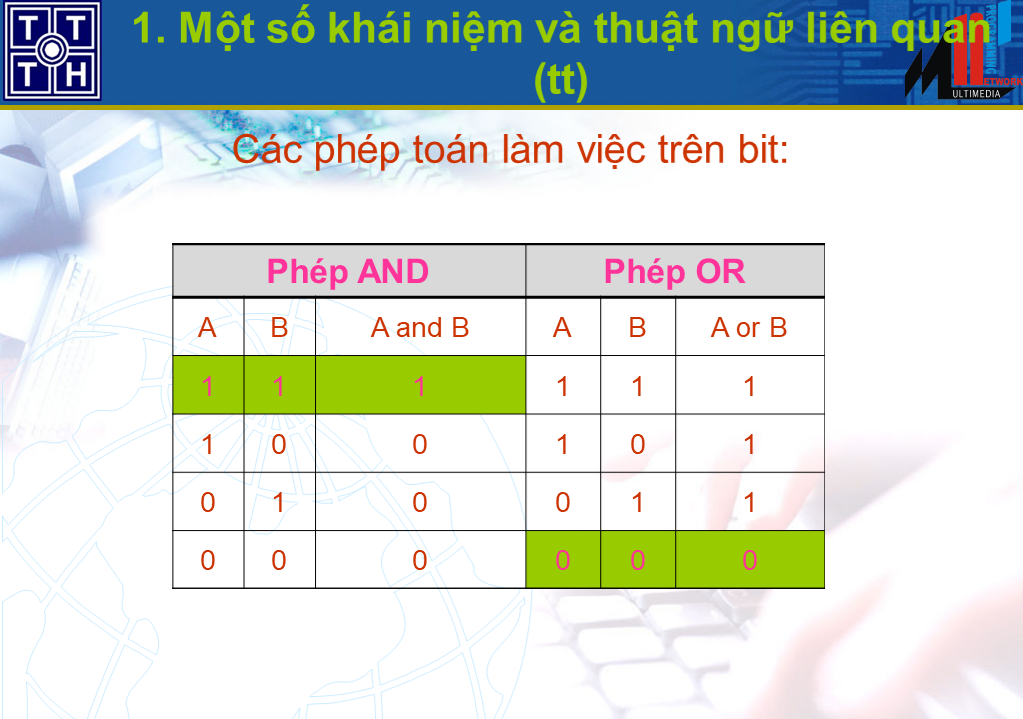 1. Một số khái niệm và thuật ngữ liên quan
(tt)
T T
T H
PROGRAMMING
NETWORK
ULTIMEDIA
Các phép toán làm việc trên bit:
Phép AND Phép OR
A B A and B A B A or B
1 1 1 1 1 1
1 0 0 1 0 1
0 1 0 0 1 1
0 0 0 0 0 0